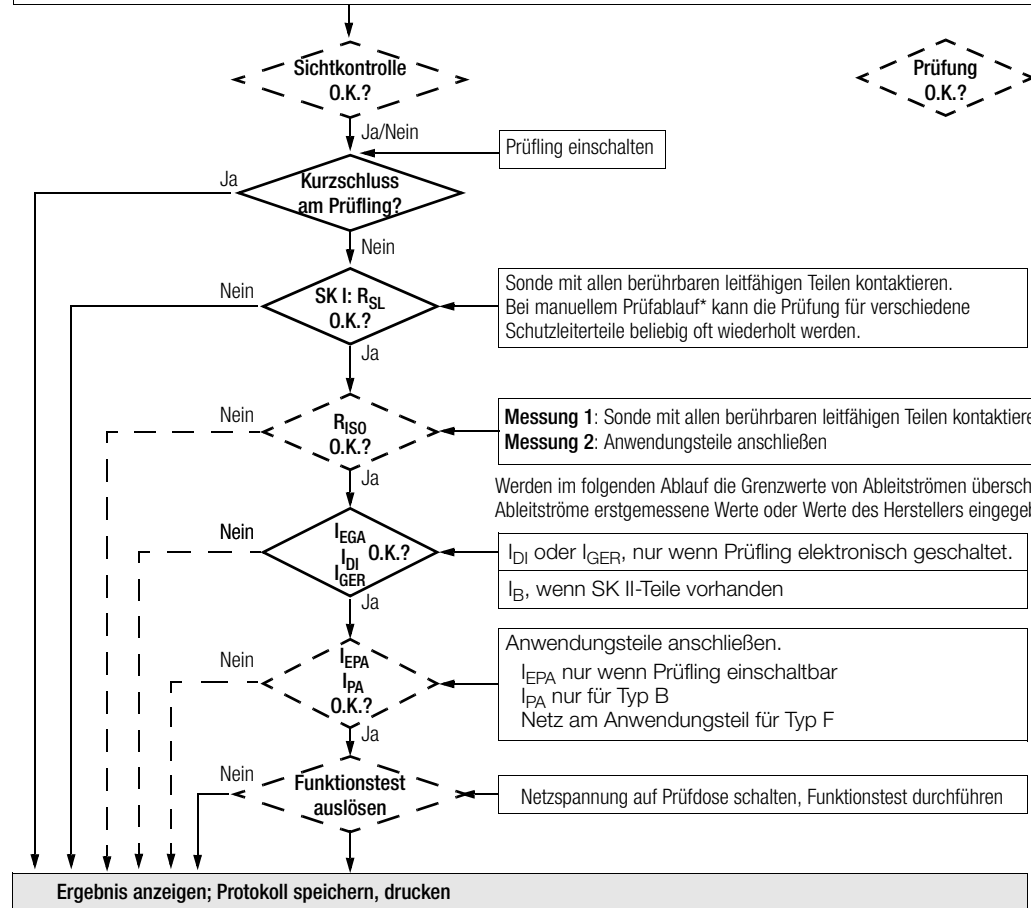 Sichtkontrolle
O.K.?
Prüfung
O.K.?
Ja/Nein
Prüfling einschalten
Ja
Kurzschluss
am Prüfling?
Nein
Nein
SK I: RSL
O.K.?
Sonde mit allen berührbaren leitfähigen Teilen kontaktieren.
Bei manuellem Prüfablauf* kann die Prüfung für verschiedene
Schutzleiterteile beliebig oft wiederholt werden.
Ja
Nein
RISO
O.K.?
Messung 1: Sonde mit allen berührbaren leitfähigen Teilen kontaktiere
Messung 2: Anwendungsteile anschließen
Ja
Werden im folgenden Ablauf die Grenzwerte von Ableitströmen übersch
Ableitströme erstgemessene Werte oder Werte des Herstellers eingegeb
Nein
IEGA
IDI O.K.?
IGER
IDI oder IGER, nur wenn Prüfling elektronisch geschaltet.
IB, wenn SK II-Teile vorhanden
Ja
Nein
IEPA
IPA
O.K.?
Anwendungsteile anschließen.
IEPA nur wenn Prüfling einschaltbar
IPA nur für Typ B
Netz am Anwendungsteil für Typ F
Ja
Nein
Funktionstest
auslösen
Netzspannung auf Prüfdose schalten, Funktionstest durchführen
Ergebnis anzeigen; Protokoll speichern, drucken